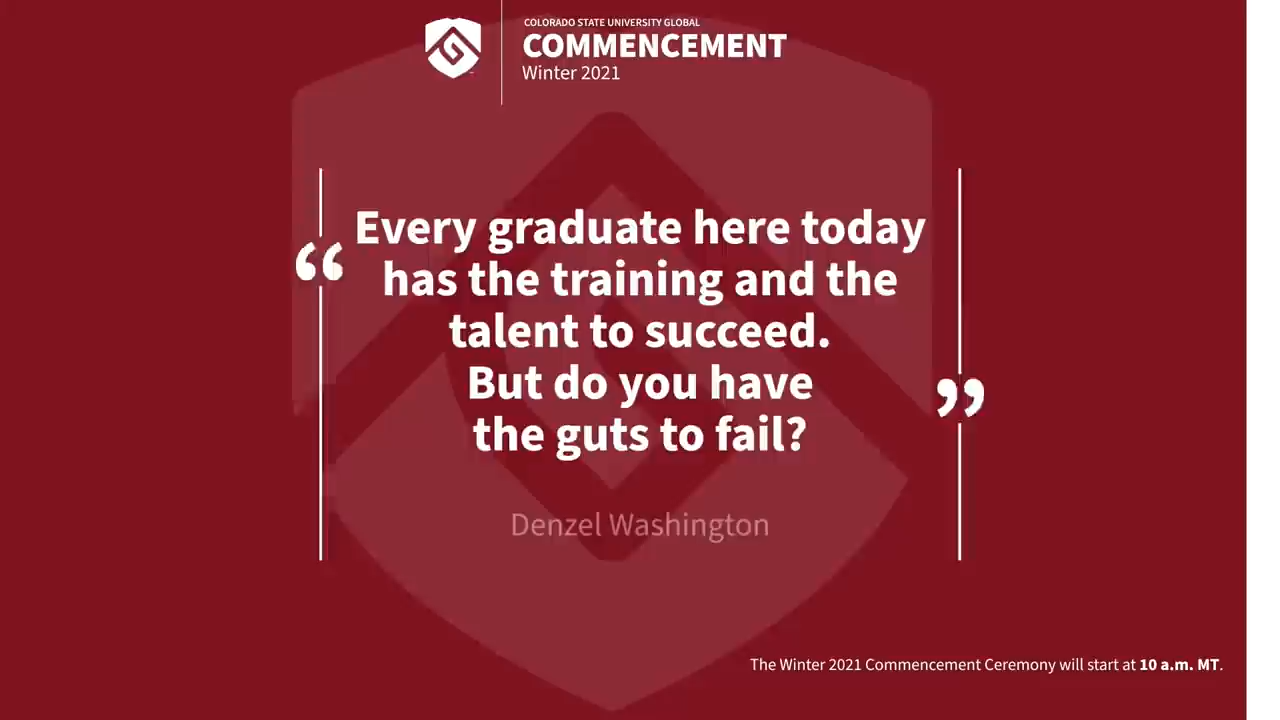 COLORADO STATE UNIVERSITY GLOBAL
COMMENCEMENT
Winter 2021
“
Every graduate here today
has the training and the
talent to succeed.
But do you have
the guts to fail?
”
Denzel Washington
The Winter 2021 Commencement Ceremony will start at 10 a.m. MT.